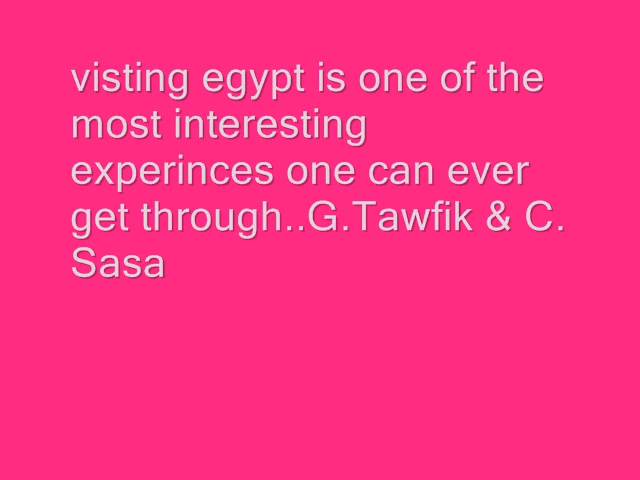 visting egypt is one of the
most interesting
experinces one can ever
get through..G.Tawfik & C.
Sasa